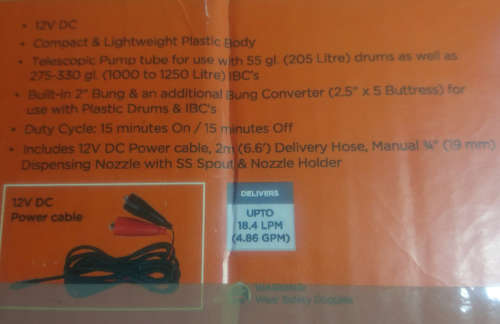 • 12V DC
• Compact & Lightweight Plastic Body
• Telescopic Pump tube for use with 55 gl. (205 Litre) drums as well as
275-330 gl. (1000 to 1250 Litre) IBC's
• Built-in 2" Bung & an additional Bung Converter (2.5" x 5 Buttress) for
use with Plastic Drums & IBC's
• Duty Cycle: 15 minutes On / 15 minutes Off
• Includes 12V DC Power cable, 2m (6.6') Delivery Hose, Manual ¾" (19 mm)
Dispensing Nozzle with SS Spout & Nozzle Holder
12V DC
Power cable
DELIVERS
UPTO
18.4 LPM
(4.86 GPM)
WARNING
Wear Safety Goggles